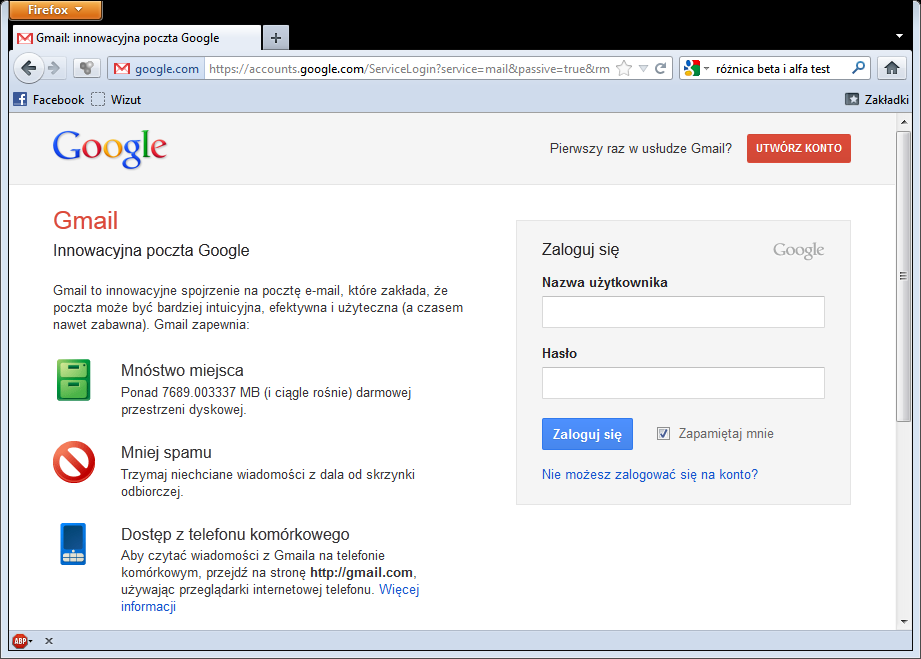 Firefox
Gmail: innowacyjna poczta Google
google.com
https://accounts.google.com/ServiceLogin?service=mail&passive=true&rm
różnica beta i alfa test
Facebook
Wizut
Zakładki
Google
Pierwszy raz w usłudze Gmail?
UTWÓRZ KONTO
Gmail
Innowacyjna poczta Google
Gmail to innowacyjne spojrzenie na pocztę e-mail, które zakłada, że
poczta może być bardziej intuicyjna, efektywna i użyteczna (a czasem
nawet zabawna). Gmail zapewnia:
Mnóstwo miejsca
Ponad 7689.003337 MB (i ciągle rośnie) darmowej
przestrzeni dyskowej.
Mniej spamu
Trzymaj niechciane wiadomości z dala od skrzynki
odbiorczej.
Dostęp z telefonu komórkowego
Aby czytać wiadomości z Gmaila na telefonie
komórkowym, przejdź na stronę http://gmail.com,
używając przeglądarki internetowej telefonu. Więcej
informacji
Zaloguj się
Google
Nazwa użytkownika
Hasło
Zaloguj się
Zapamiętaj mnie
Nie możesz zalogować się na konto?
ABP